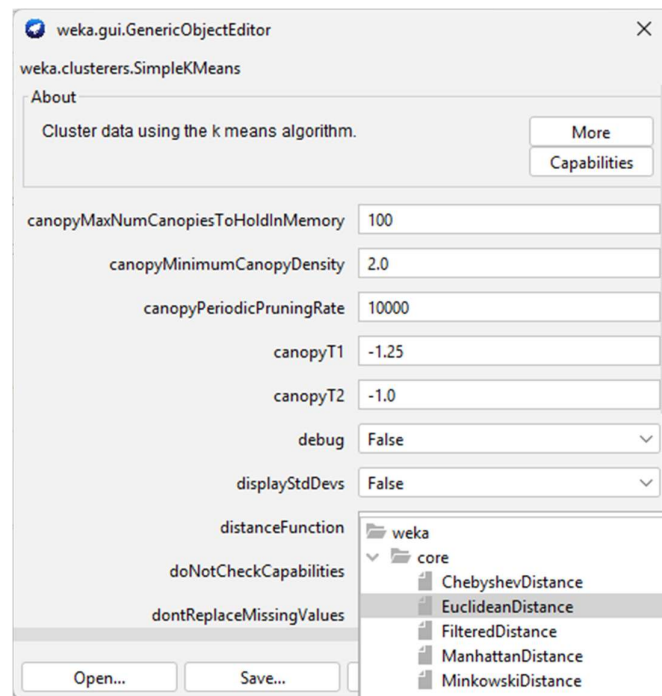 weka.gui.GenericObjectEditor
weka.clusterers.SimpleKMeans
About
Cluster data using the k means algorithm.
More
Capabilities
canopyMaxNumCanopiesToHoldInMemory 100
canopyMinimumCanopyDensity 2.0
canopyPeriodicPruningRate 10000
canopyT1 -1.25
canopyT2 -1.0
debug False
displayStdDevs False
distanceFunction
weka
core
doNotCheckCapabilities
ChebyshevDistance
EuclideanDistance
dontReplaceMissingValues
FilteredDistance
ManhattanDistance
MinkowskiDistance
Open... Save...